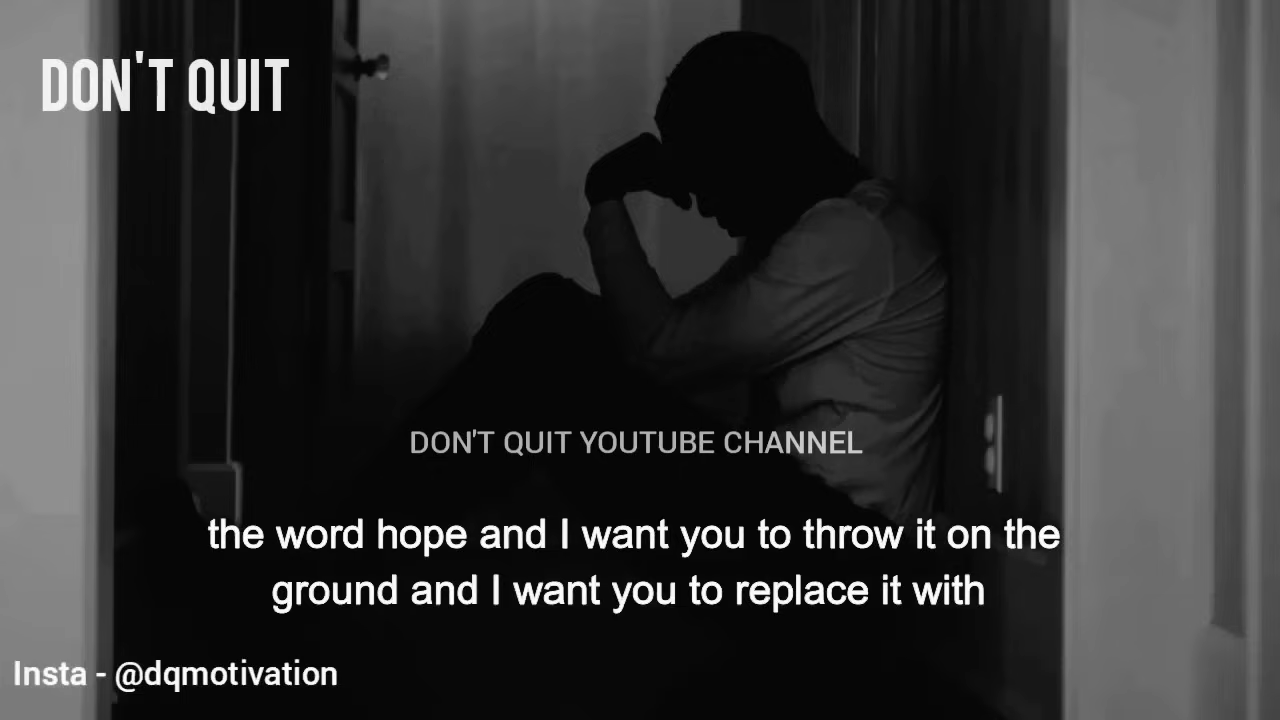 DON'T QUIT
DON'T QUIT YOUTUBE CHANNEL
the word hope and I want you to throw it on the
ground and I want you to replace it with
Insta - @dqmotivation